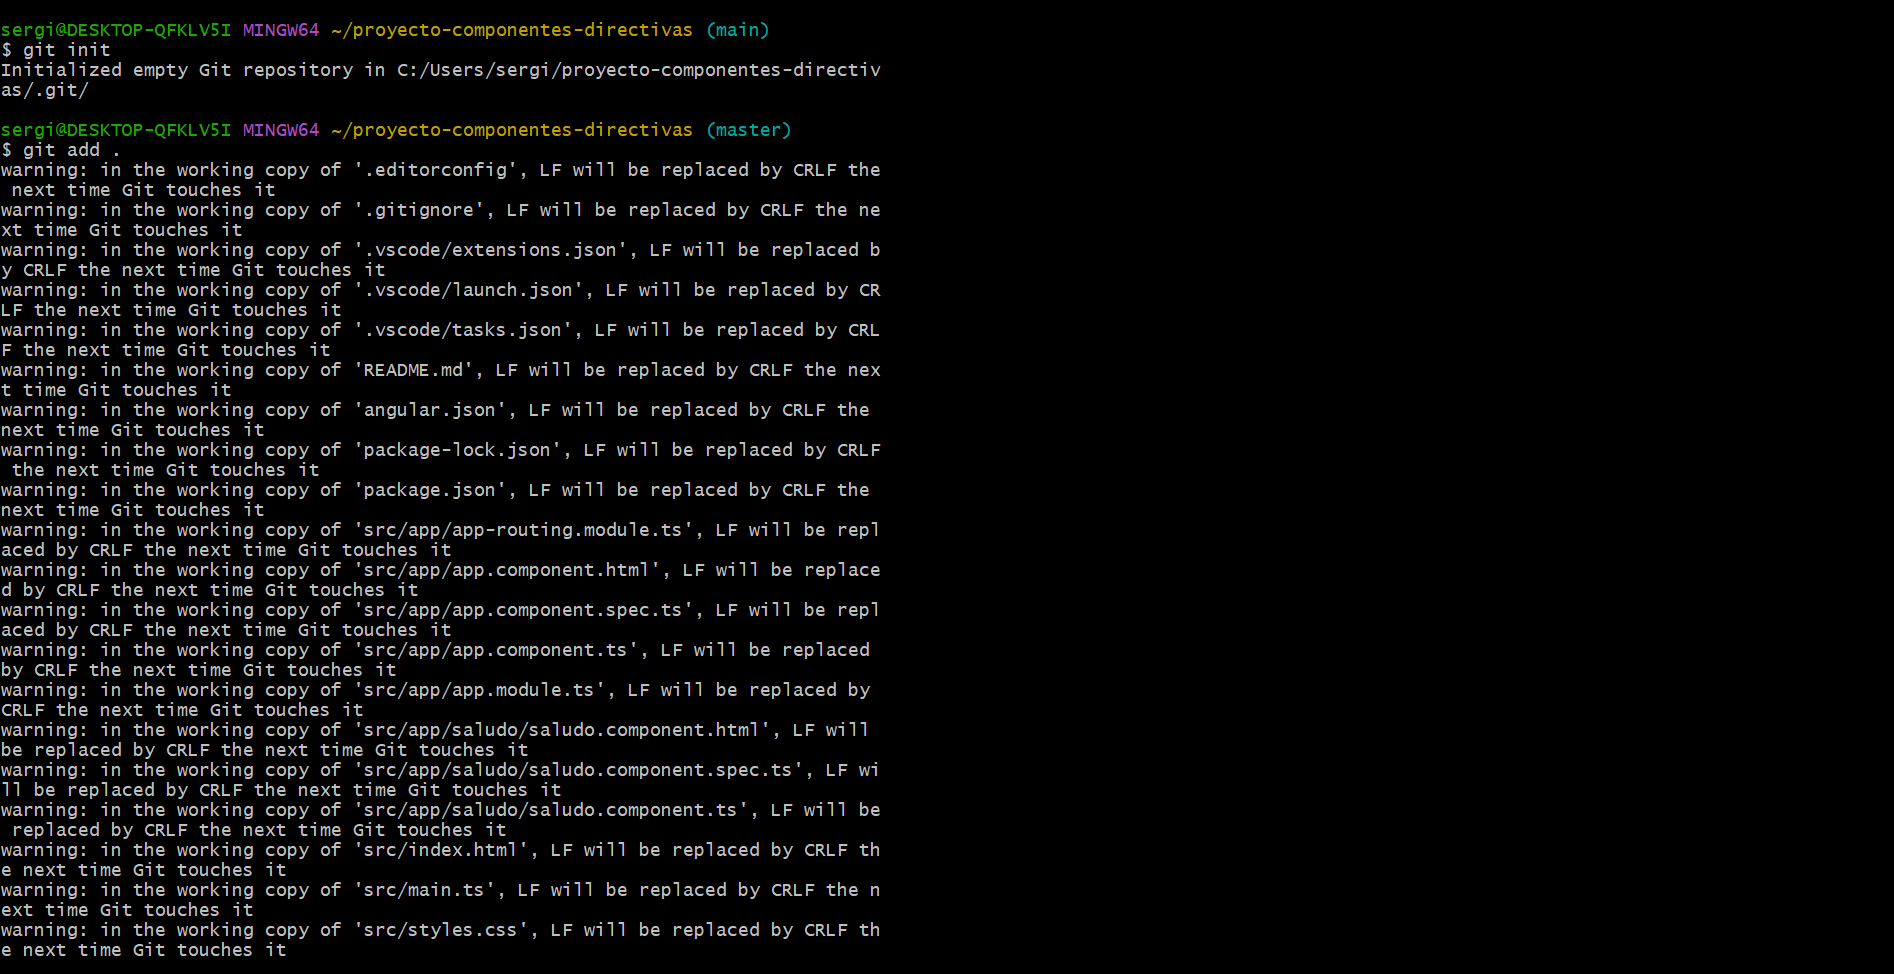 sergi@DESKTOP-QFKLV5I MINGW64 ~/proyecto-componentes-directivas (main)
$ git init
Initialized empty Git repository in C:/Users/sergi/proyecto-componentes-directiv
as/.git/
sergi@DESKTOP-QFKLV5I MINGW64 ~/proyecto-componentes-directivas (master)
$ git add .
warning: in the working copy of '.editorconfig', LF will be replaced by CRLF the
 next time Git touches it
warning: in the working copy of '.gitignore', LF will be replaced by CRLF the ne
xt time Git touches it
warning: in the working copy of '.vscode/extensions.json', LF will be replaced b
y CRLF the next time Git touches it
warning: in the working copy of '.vscode/launch.json', LF will be replaced by CR
LF the next time Git touches it
warning: in the working copy of '.vscode/tasks.json', LF will be replaced by CRL
F the next time Git touches it
warning: in the working copy of 'README.md', LF will be replaced by CRLF the nex
t time Git touches it
warning: in the working copy of 'angular.json', LF will be replaced by CRLF the
next time Git touches it
warning: in the working copy of 'package-lock.json', LF will be replaced by CRLF
 the next time Git touches it
warning: in the working copy of 'package.json', LF will be replaced by CRLF the
next time Git touches it
warning: in the working copy of 'src/app/app-routing.module.ts', LF will be repl
aced by CRLF the next time Git touches it
warning: in the working copy of 'src/app/app.component.html', LF will be replace
d by CRLF the next time Git touches it
warning: in the working copy of 'src/app/app.component.spec.ts', LF will be repl
aced by CRLF the next time Git touches it
warning: in the working copy of 'src/app/app.component.ts', LF will be replaced
by CRLF the next time Git touches it
warning: in the working copy of 'src/app/app.module.ts', LF will be replaced by
CRLF the next time Git touches it
warning: in the working copy of 'src/app/saludo/saludo.component.html', LF will
be replaced by CRLF the next time Git touches it
warning: in the working copy of 'src/app/saludo/saludo.component.spec.ts', LF wi
ll be replaced by CRLF the next time Git touches it
warning: in the working copy of 'src/app/saludo/saludo.component.ts', LF will be
 replaced by CRLF the next time Git touches it
warning: in the working copy of 'src/index.html', LF will be replaced by CRLF th
e next time Git touches it
warning: in the working copy of 'src/main.ts', LF will be replaced by CRLF the n
ext time Git touches it
warning: in the working copy of 'src/styles.css', LF will be replaced by CRLF th
e next time Git touches it